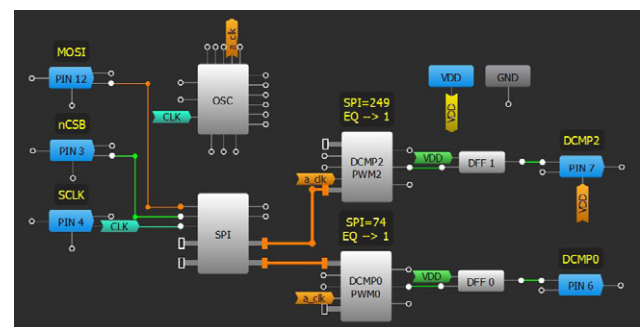 MOSI
PIN 12
nCSB
PIN 3
SCLK
PIN 4
CLK
a_ck
OSC
CLK
SPI
SPI=249
EQ --> 1
DCMP2
PWM2
a_clk
VDD
DFF 1
VDD
VDD
GND
DCMP2
PIN 7
VDD
SPI=74
EQ --> 1
DCMP0
PWM0
a_clk
VDD
DFF 0
DCMP0
PIN 6